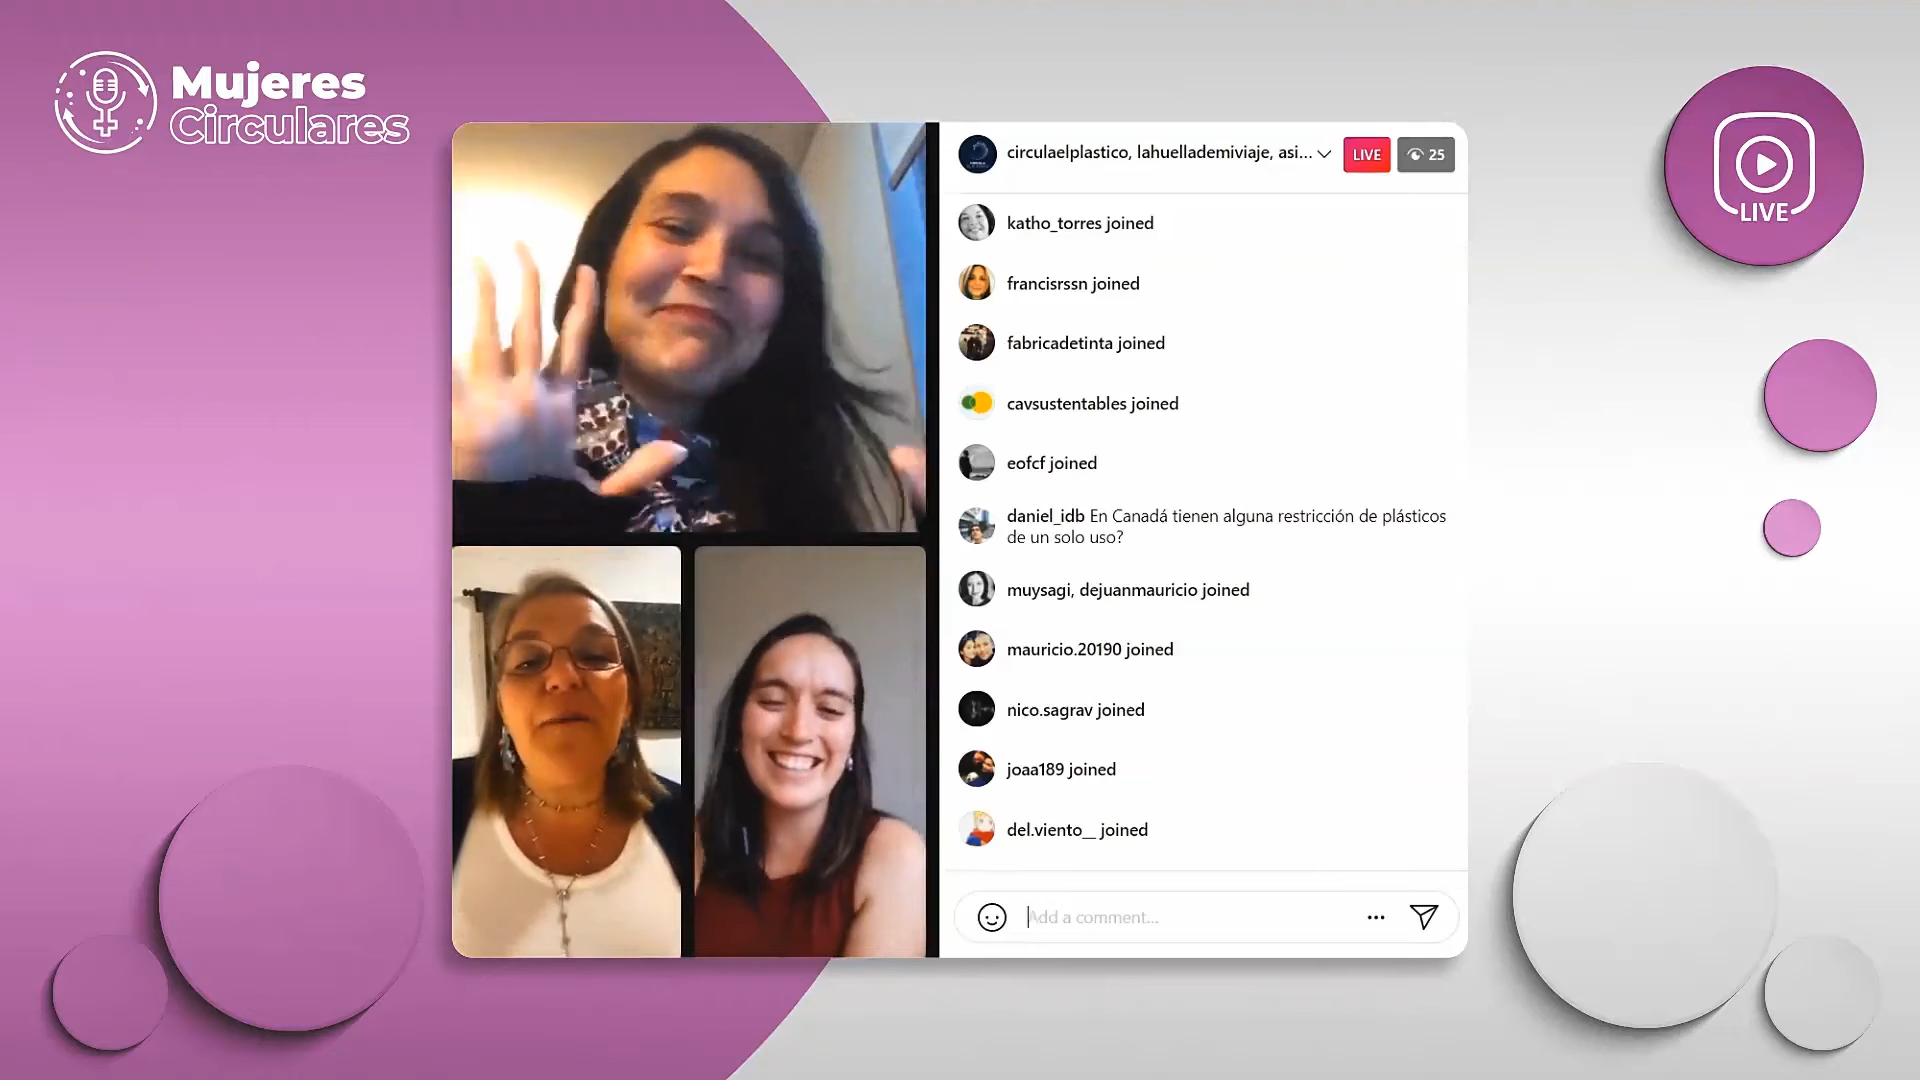 Mujeres
Circulares
circulaelplastico, lahuellademiviaje, asi...
LIVE
25
LIVE
katho_torres joined
francisrssn joined
fabricadetinta joined
cavsustentables joined
eofcf joined
daniel_idb En Canadá tienen alguna restricción de plásticos
de un solo uso?
muysagi, dejuanmauricio joined
mauricio.20190 joined
nico.sagrav joined
joaa189 joined
del.viento__ joined
Add a comment...